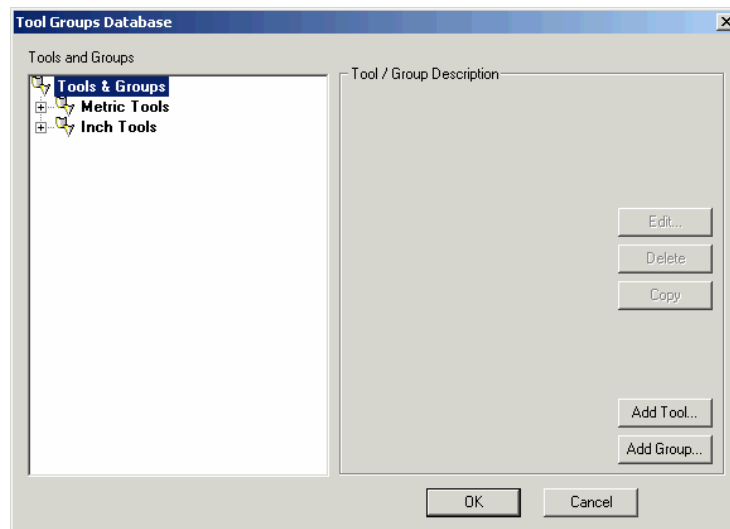 Tool Groups Database
Tools and Groups
Tools & Groups
Metric Tools
Inch Tools
Tool / Group Description
Edit...
Delete
Copy
Add Tool...
Add Group...
OK
Cancel